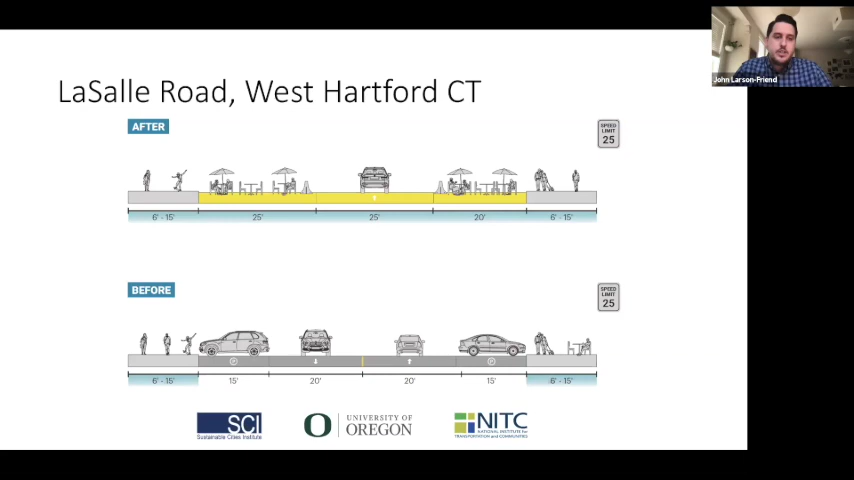 John Larson-Friend
LaSalle Road, West Hartford CT
AFTER
SPEED
LIMIT
25
6' - 15'
25'
25'
20'
6' - 15'
BEFORE
SPEED
LIMIT
25
P
P
6' - 15'
15'
20'
20'
15'
6' - 15'
SCI
Sustainable Cities Institute
O
UNIVERSITY OF
OREGON
NITC
NATIONAL INSTITUTE for
TRANSPORTATION and COMMUNITIES